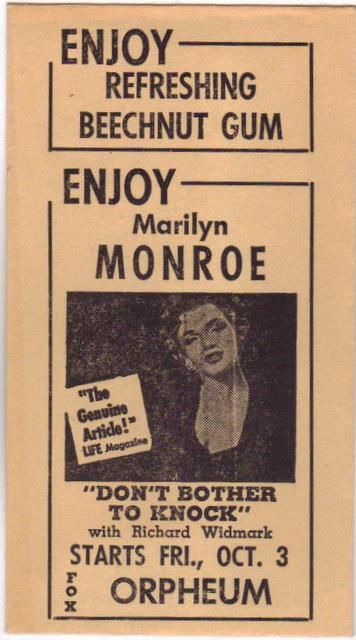 ENJOY
REFRESHING
BEECHNUT GUM
ENJOY
Marilyn
MONROE
"The
Genuine
Article!"
LIFE Magazine
"DON'T BOTHER
TO KNOCK"
with Richard Widmark
STARTS FRI., OCT. 3
FOX
ORPHEUM